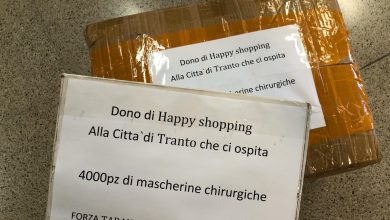 Dono di Happy shopping
Alla Citta`di Tranto che ci ospita
erine chirurgiche
Dono di Happy shopping
Alla Citta`di Tranto che ci ospita
4000pz di mascherine chirurgiche
FORZA